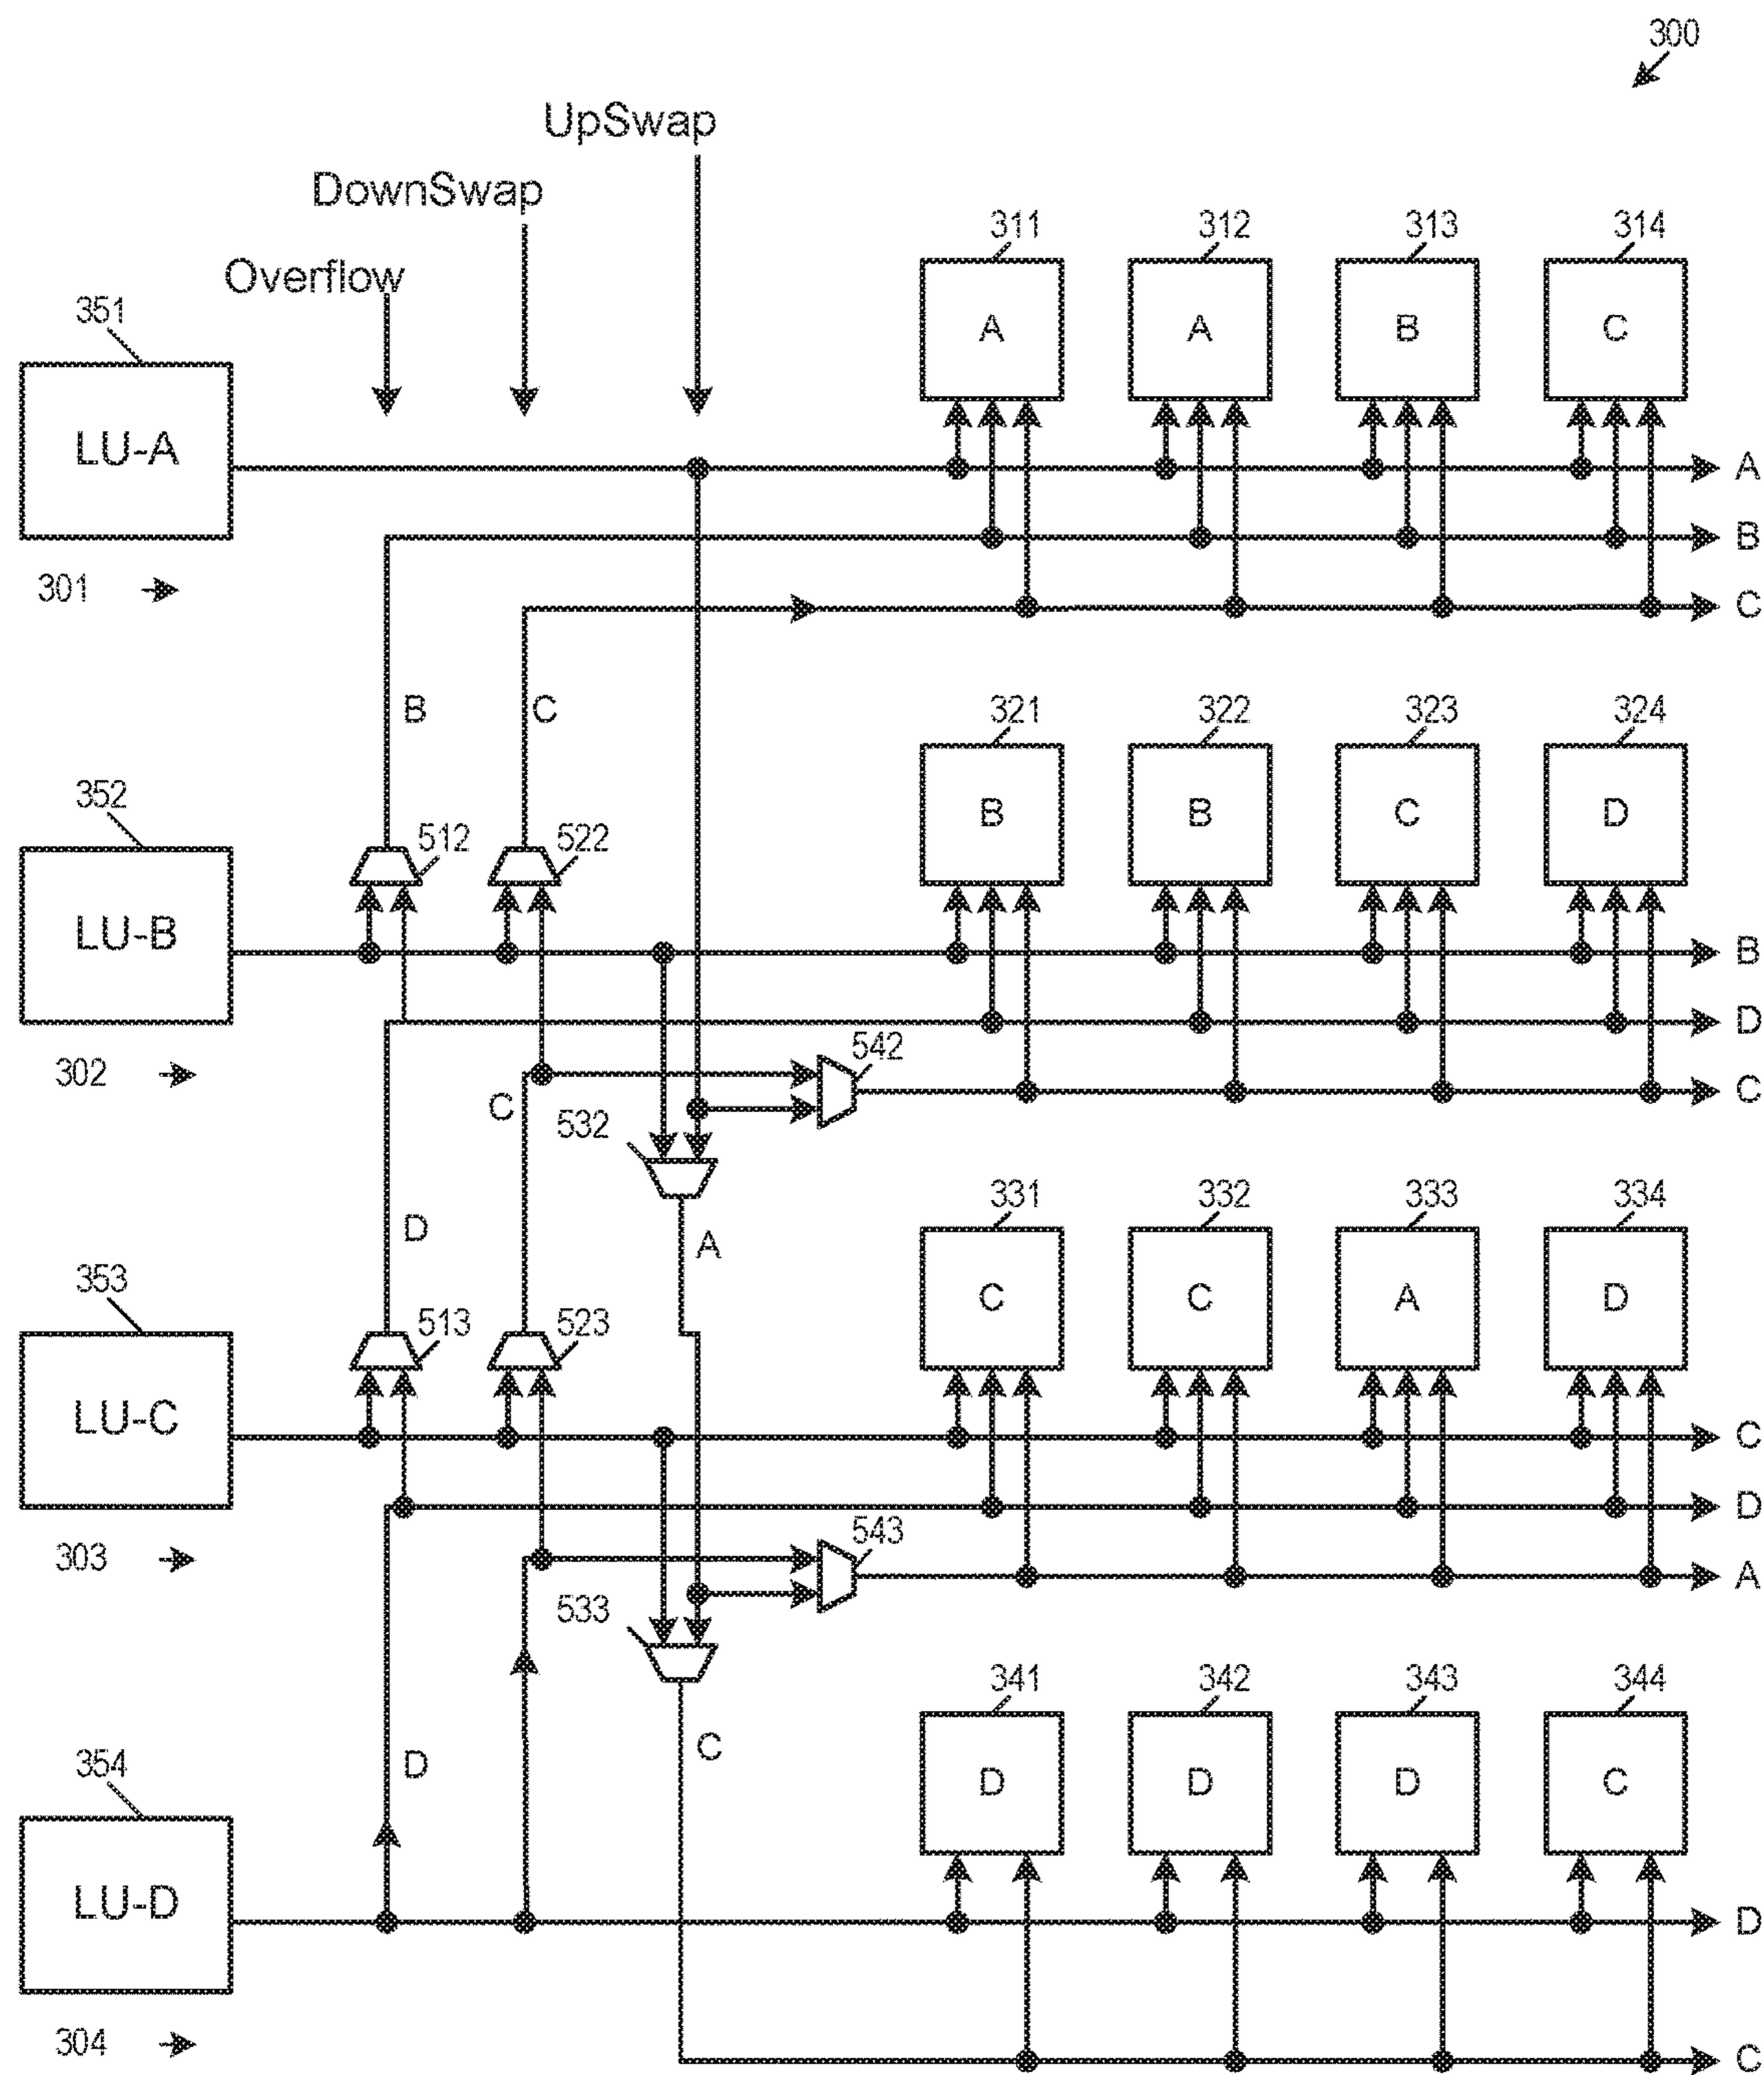 300
UpSwap
DownSwap
Overflow
311 312 313 314
351
A A B C
LU-A
A
B
301
C
B C
321 322 323 324
352
B B C D
512 522
LU-B
B
D
302
542
C
C
532
331 332 333 334
D A
353
C C A D
513 523
LU-C
C
D
303
543
A
533
341 342 343 344
354
D C
D D D C
LU-D
D
304
C